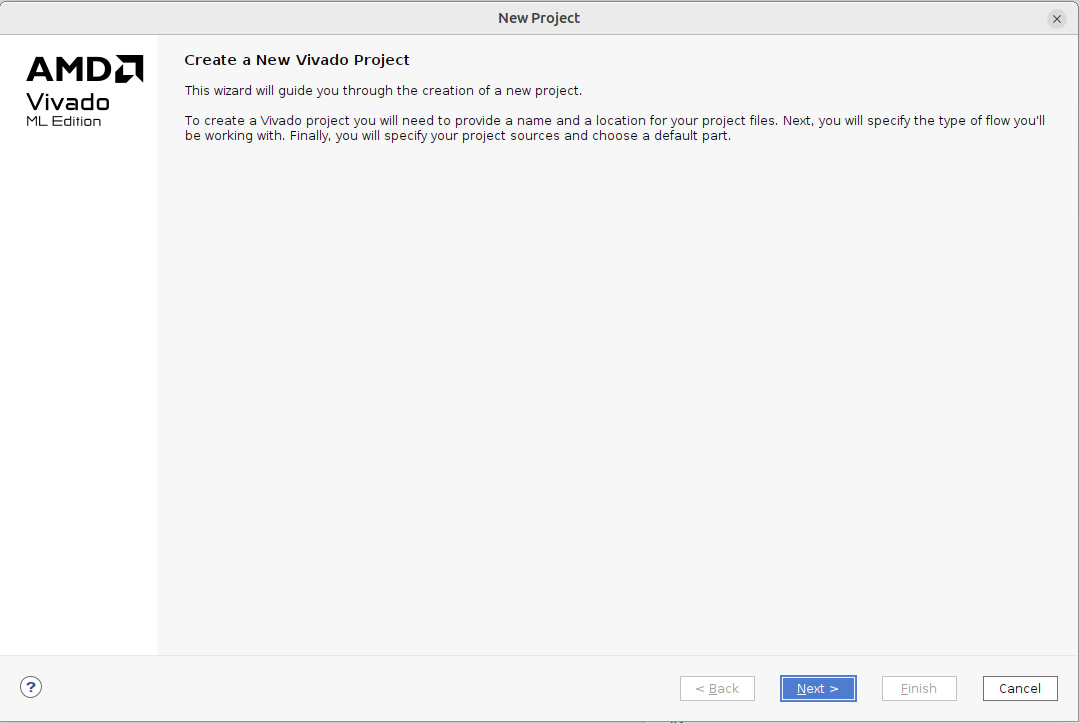 New Project
AMD
Vivado
ML Edition
Create a New Vivado Project
This wizard will guide you through the creation of a new project.
To create a Vivado project you will need to provide a name and a location for your project files. Next, you will specify the type of flow you'll
be working with. Finally, you will specify your project sources and choose a default part.
?
< Back
Next >
Finish
Cancel